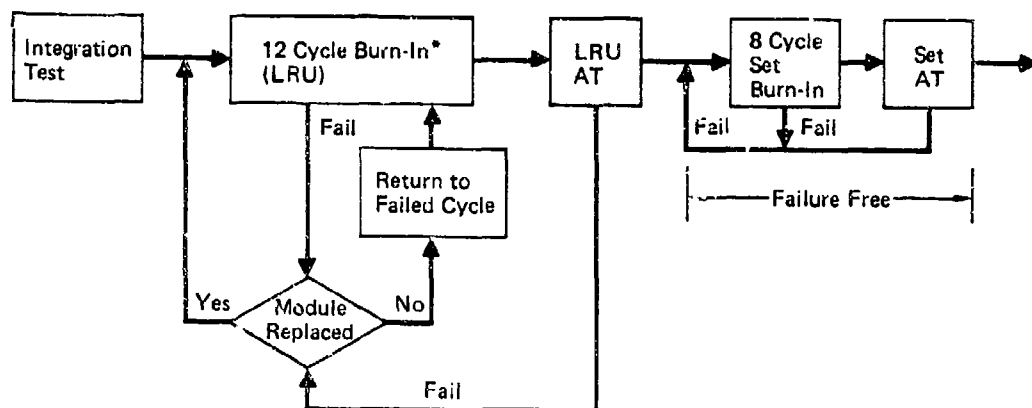 Integration
Test
12 Cycle Burn-In*
(LRU)
LRU
AT
8 Cycle
Set
Burn-In
Set
AT
Fail
Fail
Fail
Return to
Failed Cycle
Failure Free
Yes
Module
Replaced
No
Fail